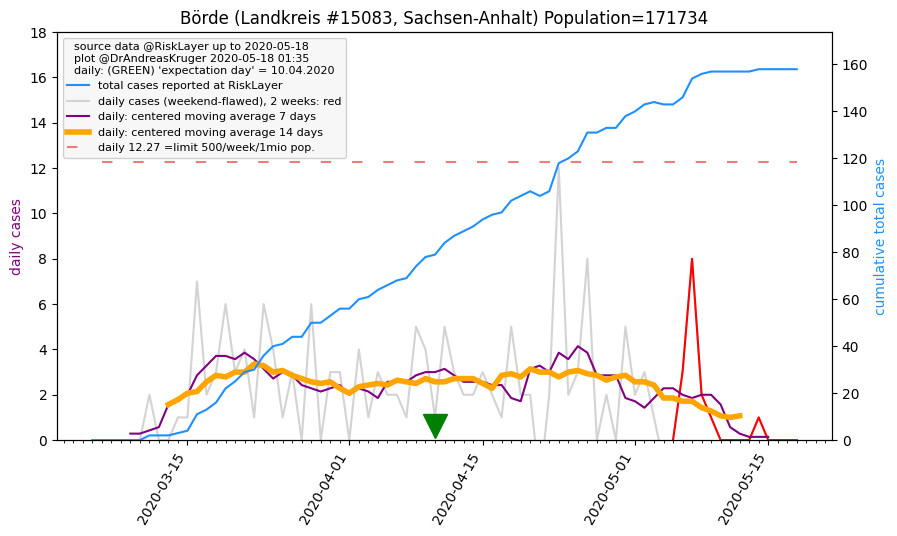 Börde (Landkreis #15083, Sachsen-Anhalt) Population=171734
source data @RiskLayer up to 2020-05-18
plot @DrAndreasKruger 2020-05-18 01:35
daily: (GREEN) 'expectation day' = 10.04.2020
total cases reported at RiskLayer
daily cases (weekend-flawed), 2 weeks: red
daily: centered moving average 7 days
daily: centered moving average 14 days
daily 12.27 =limit 500/week/1mio pop.
daily cases
18
16
14
12
10
8
6
4
2
0
160
140
120
100
80
60
40
20
0
cumulative total cases
2020-03-15
2020-04-01
2020-04-15
2020-05-01
2020-05-15